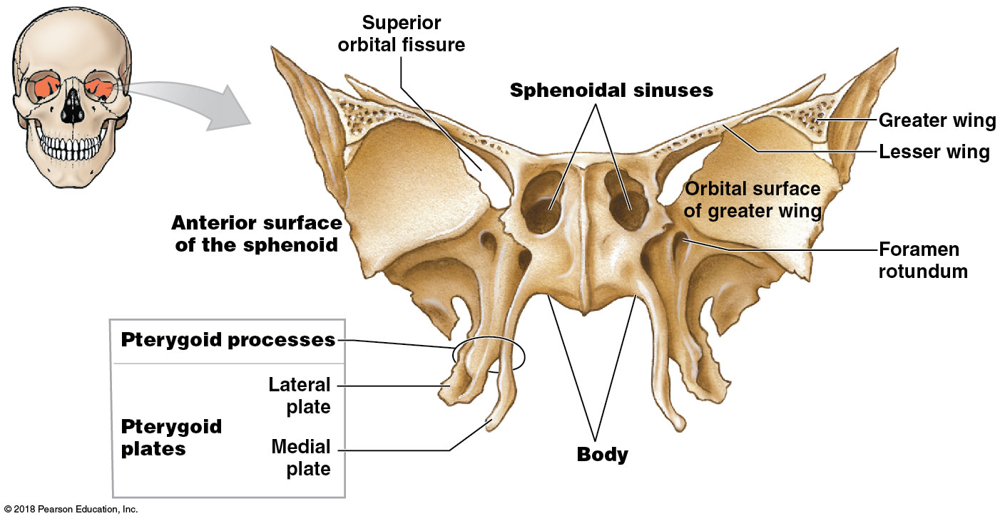 Superior
orbital fissure
Sphenoidal sinuses
Greater wing
Lesser wing
Orbital surface
of greater wing
Anterior surface
of the sphenoid
Foramen
rotundum
Pterygoid processes
Lateral
plate
Pterygoid
plates
Medial
plate
Body
© 2018 Pearson Education, Inc.